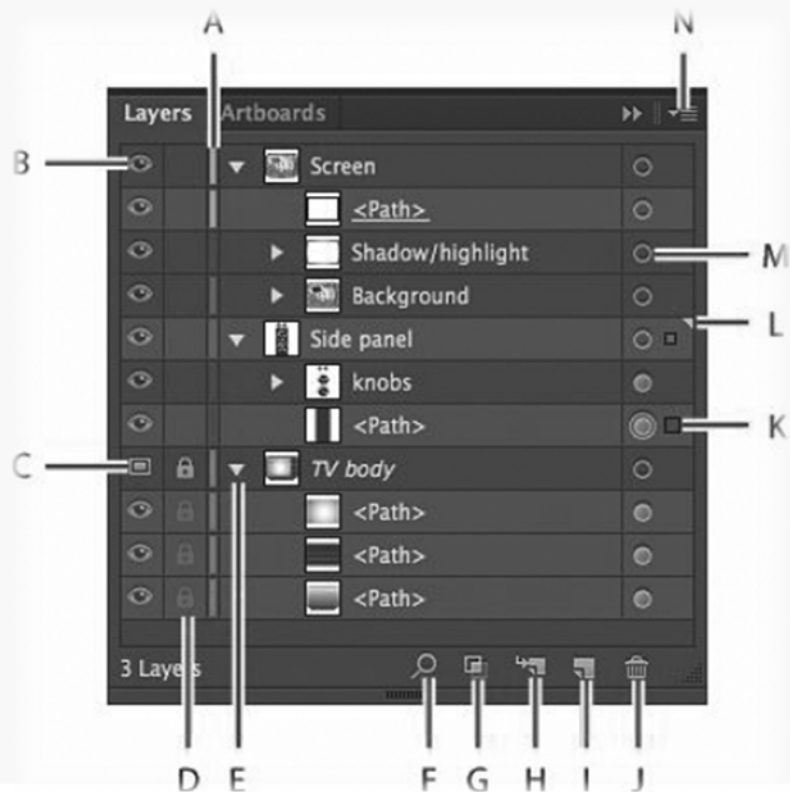 A N
Layers Artboards
B Screen
<Path>
Shadow/highlight M
Background
L
Side panel
knobs
<Path> K
C TV body
<Path>
<Path>
<Path>
3 Layers
D E F G H I J